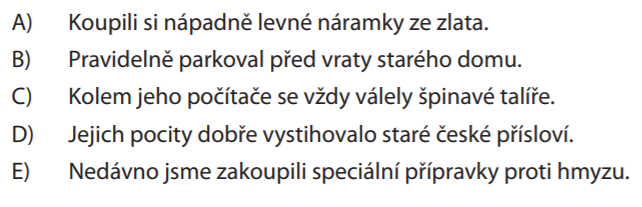 A) Koupili si nápadně levné náramky ze zlata.
B) Pravidelně parkoval před vraty starého domu.
C) Kolem jeho počítače se vždy válely špinavé talíře.
D) Jejich pocity dobře vystihovalo staré české přísloví.
E) Nedávno jsme zakoupili speciální přípravky proti hmyzu.